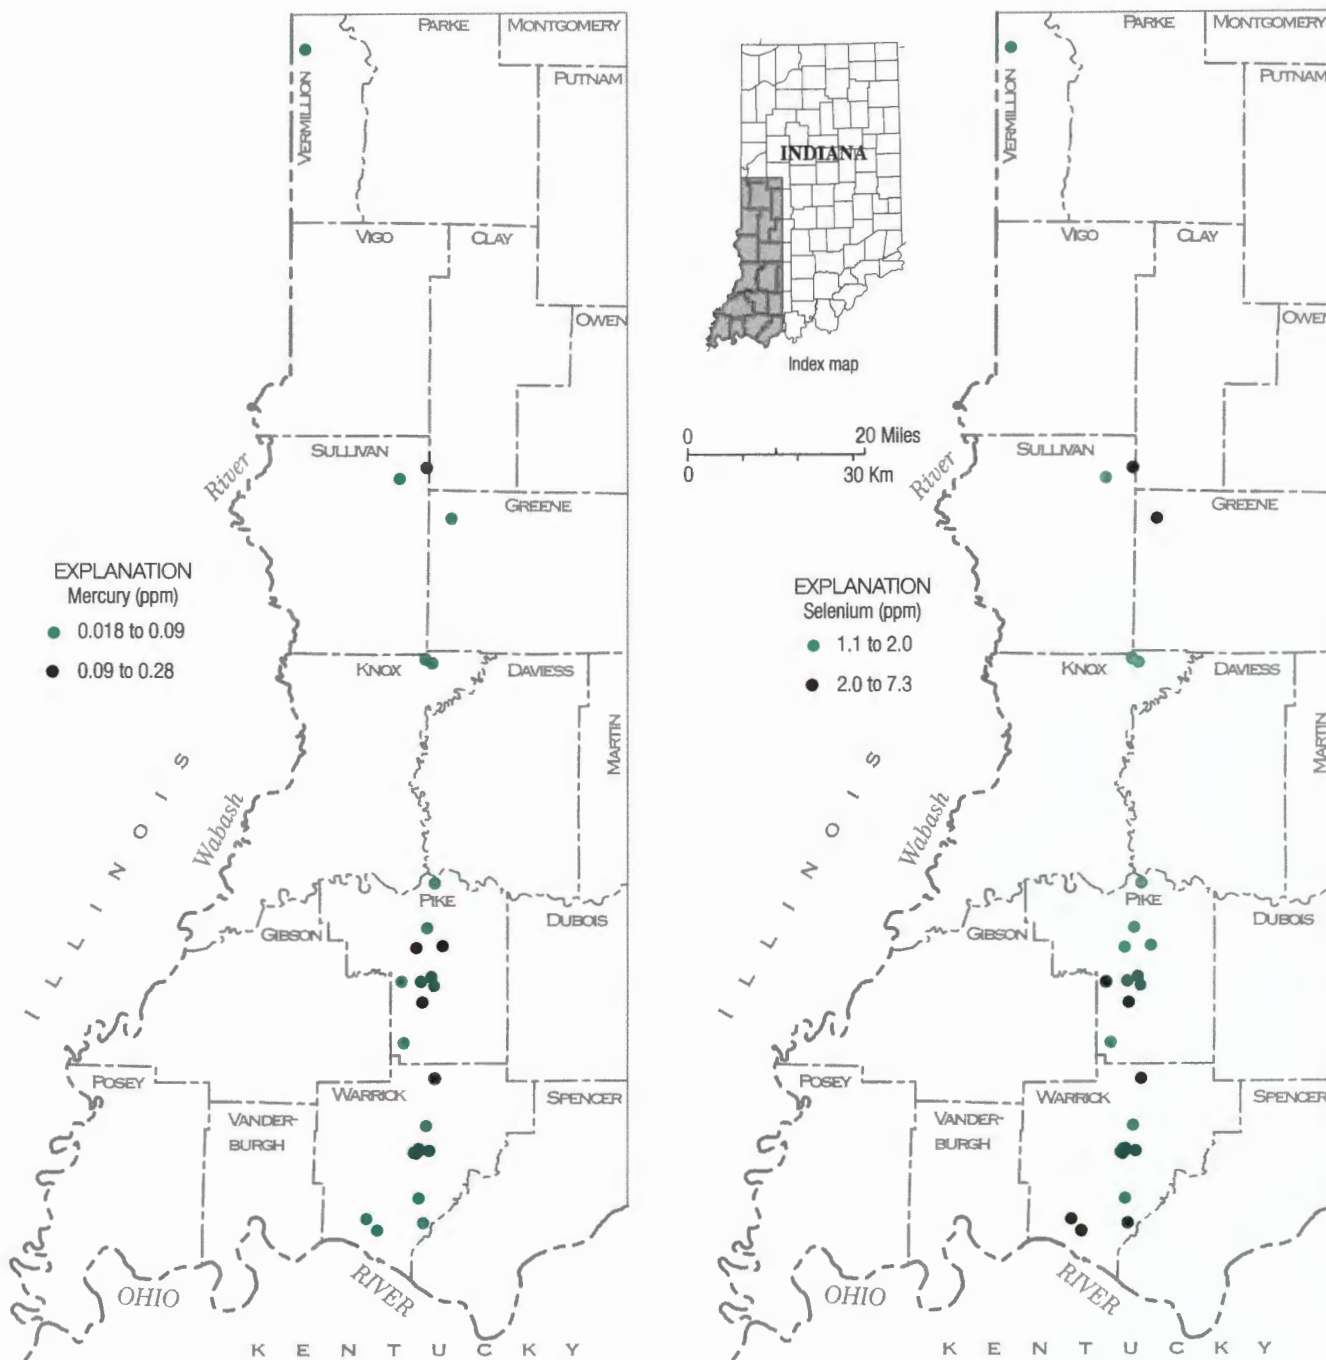 PARKE
MONTGOMERY
PUTNAM
VERMILLION
VIGO
CLAY
OWEN
SULLIVAN
River
GREENE
EXPLANATION
Mercury (ppm)
0.018 to 0.09
0.09 to 0.28
KNOX
DAVIESS
MARTIN
ILLINOIS
Wabash
PIKE
DUBOIS
GIBSON
POSEY
WARRICK
SPENCER
VANDER-
BURGH
OHIO
RIVER
KENTUCKY
INDIANA
Index map
0 20 Miles
0 30 Km
PARKE
MONTGOMERY
PUTNAM
VERMILLION
VIGO
CLAY
OWEN
SULLIVAN
River
GREENE
EXPLANATION
Selenium (ppm)
1.1 to 2.0
2.0 to 7.3
KNOX
DAVIESS
MARTIN
ILLINOIS
Wabash
PIKE
DUBOIS
GIBSON
POSEY
WARRICK
SPENCER
VANDER-
BURGH
OHIO
RIVER
KENTUCKY